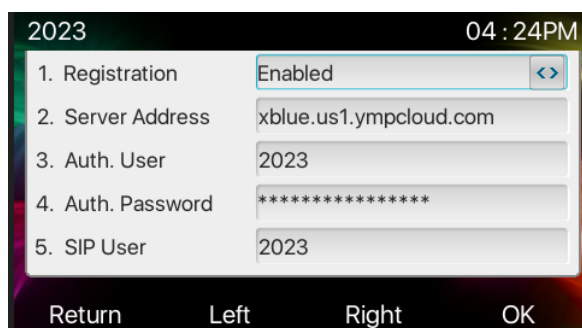 2023 04 : 24PM
1. Registration Enabled <>
2. Server Address xblue.us1.ympcloud.com
3. Auth. User 2023
4. Auth. Password ****************
5. SIP User 2023
Return Left Right OK